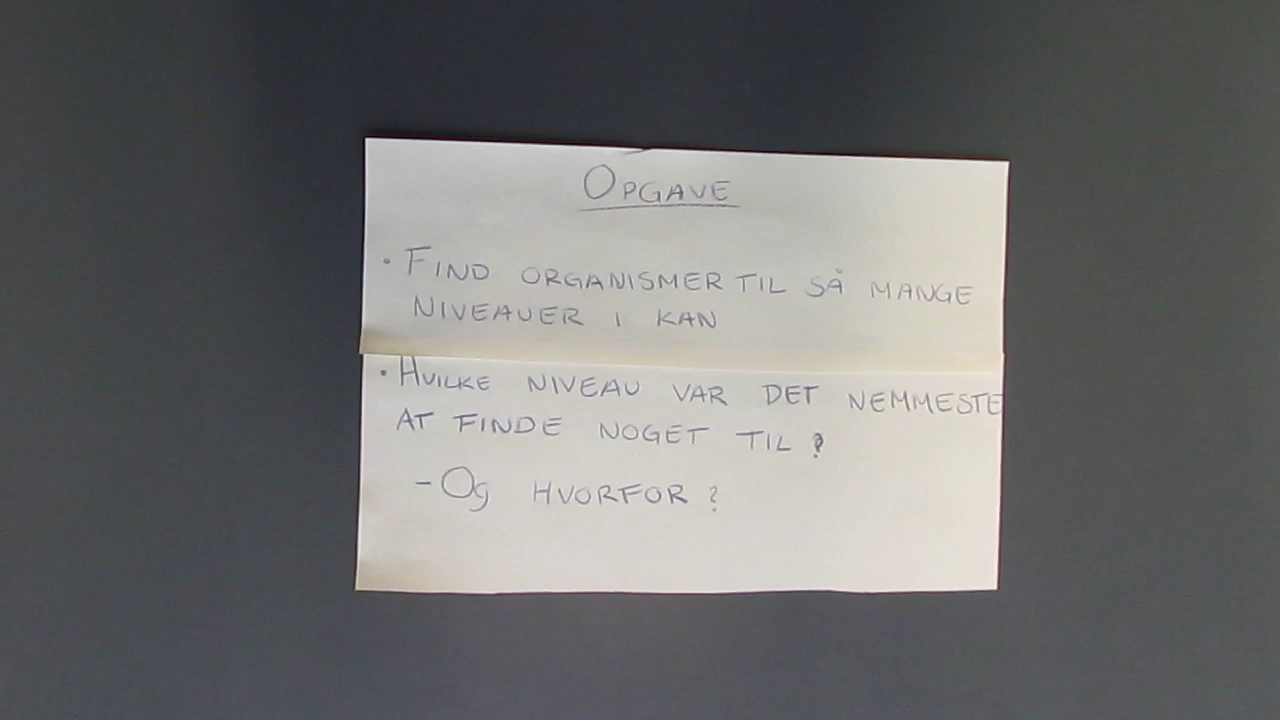 OPGAVE
• FIND ORGANISMER TIL SÅ MANGE
NIVEAUER I KAN
• HVILKE NIVEAU VAR DET NEMMESTE
AT FINDE NOGET TIL?
- Og HVORFOR?